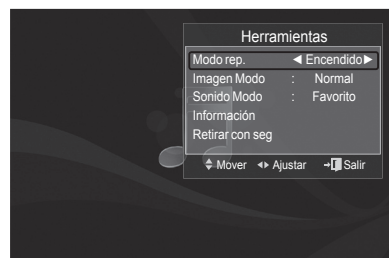 Herramientas
Modo rep. ◀ Encendido▶
Imagen Modo : Normal
Sonido Modo : Favorito
Información
Retirar con seg
Mover Ajustar Salir